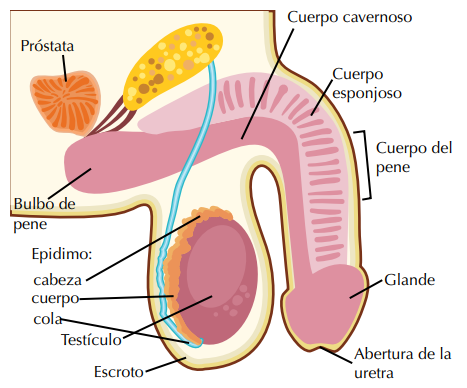 Cuerpo cavernoso
Próstata
Cuerpo
esponjoso
Cuerpo del
pene
Bulbo de
pene
Epidimo:
cabeza
cuerpo
cola
Testículo
Escroto
Glande
Abertura de la
uretra